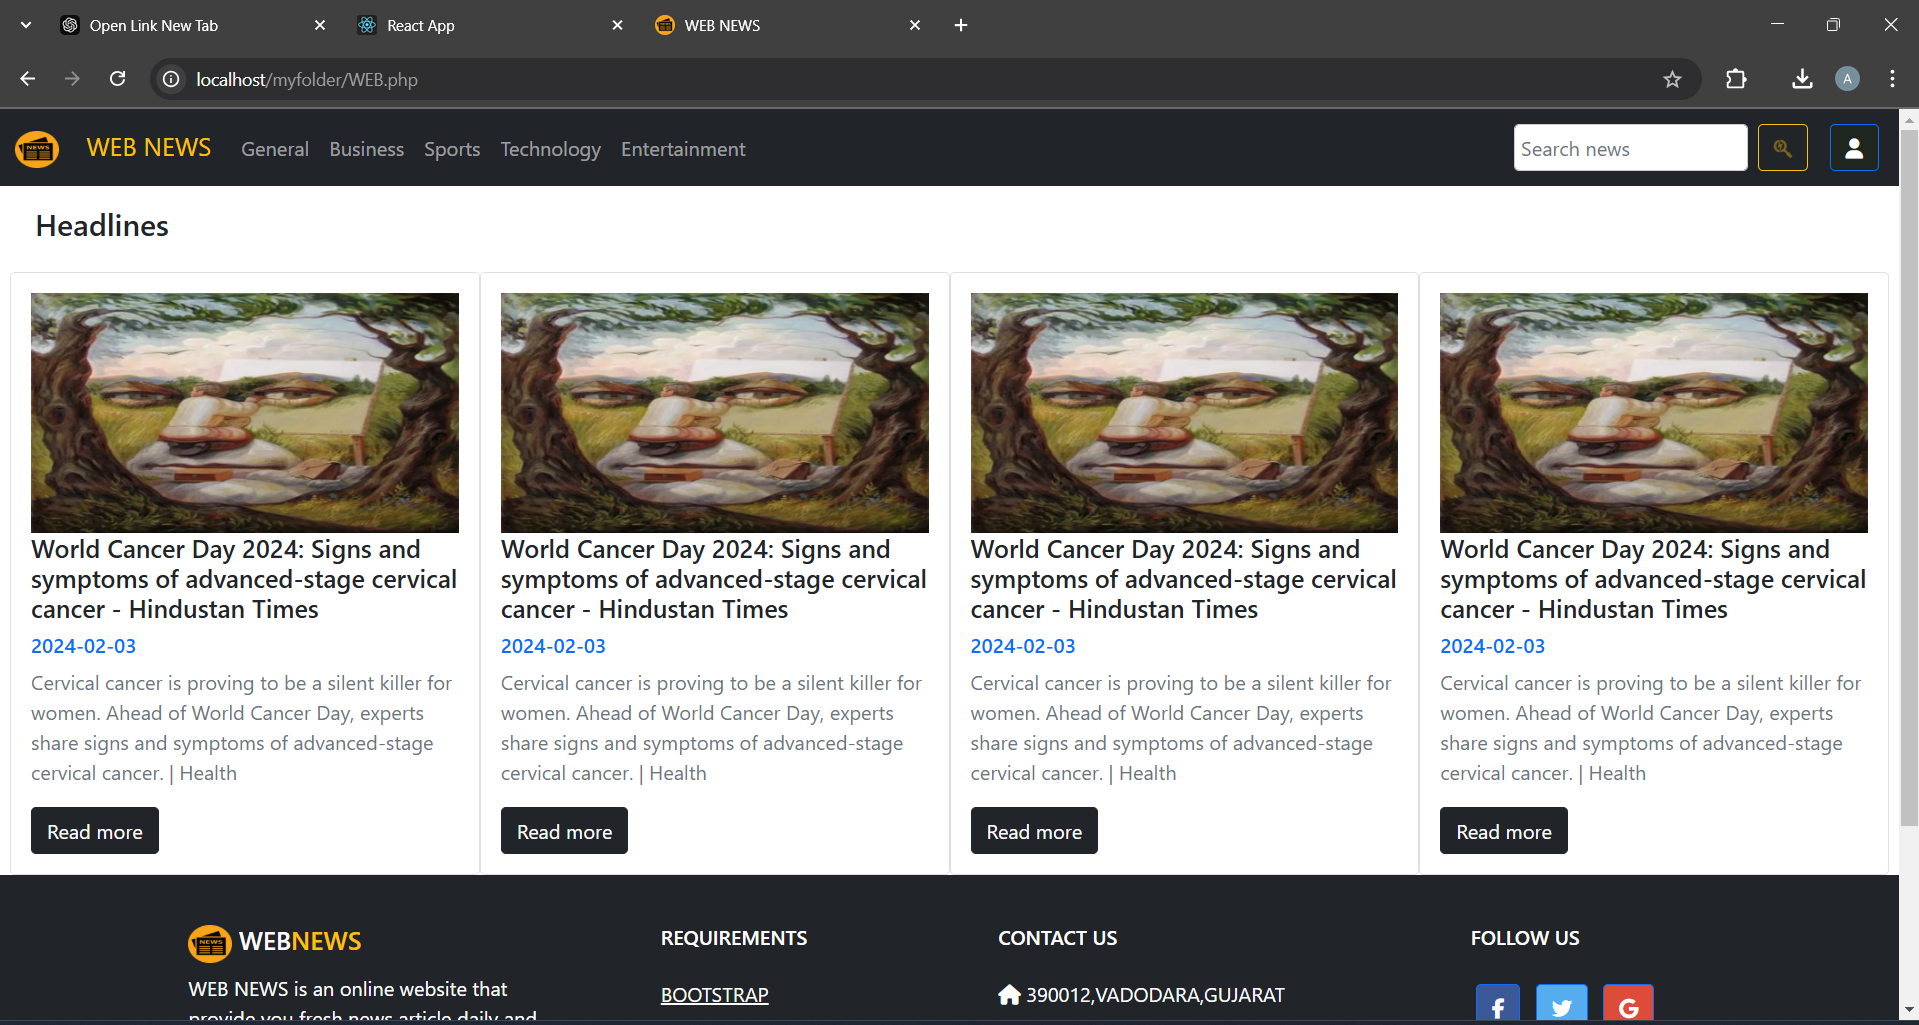 Open Link New Tab
React App
WEB NEWS
localhost/myfolder/WEB.php
A
NEWS
WEB NEWS
General
Business
Sports
Technology
Entertainment
Search news
Headlines
World Cancer Day 2024: Signs and
symptoms of advanced-stage cervical
cancer - Hindustan Times
2024-02-03
Cervical cancer is proving to be a silent killer for
women. Ahead of World Cancer Day, experts
share signs and symptoms of advanced-stage
cervical cancer. | Health
Read more
World Cancer Day 2024: Signs and
symptoms of advanced-stage cervical
cancer - Hindustan Times
2024-02-03
Cervical cancer is proving to be a silent killer for
women. Ahead of World Cancer Day, experts
share signs and symptoms of advanced-stage
cervical cancer. | Health
Read more
World Cancer Day 2024: Signs and
symptoms of advanced-stage cervical
cancer - Hindustan Times
2024-02-03
Cervical cancer is proving to be a silent killer for
women. Ahead of World Cancer Day, experts
share signs and symptoms of advanced-stage
cervical cancer. | Health
Read more
World Cancer Day 2024: Signs and
symptoms of advanced-stage cervical
cancer - Hindustan Times
2024-02-03
Cervical cancer is proving to be a silent killer for
women. Ahead of World Cancer Day, experts
share signs and symptoms of advanced-stage
cervical cancer. | Health
Read more
NEWS
WEBNEWS
WEB NEWS is an online website that
provide you fresh news article daily and
REQUIREMENTS
BOOTSTRAP
CONTACT US
390012,VADODARA,GUJARAT
FOLLOW US
f
G